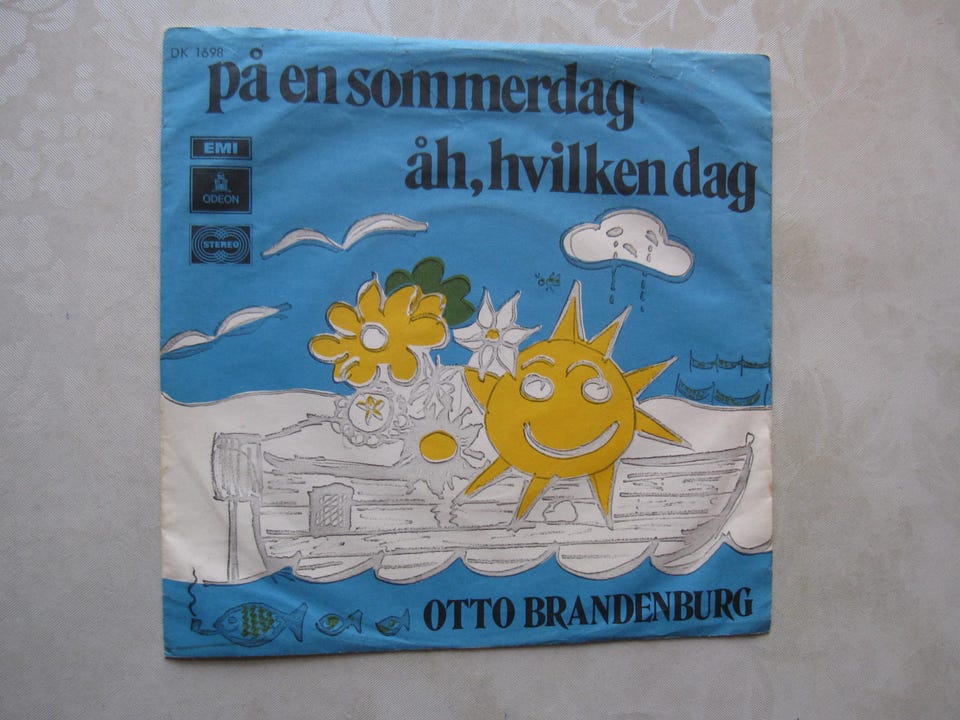 DK 1698
på en sommerdag
åh, hvilken dag
EMI
ODEON
STEREO
OTTO BRANDENBURG